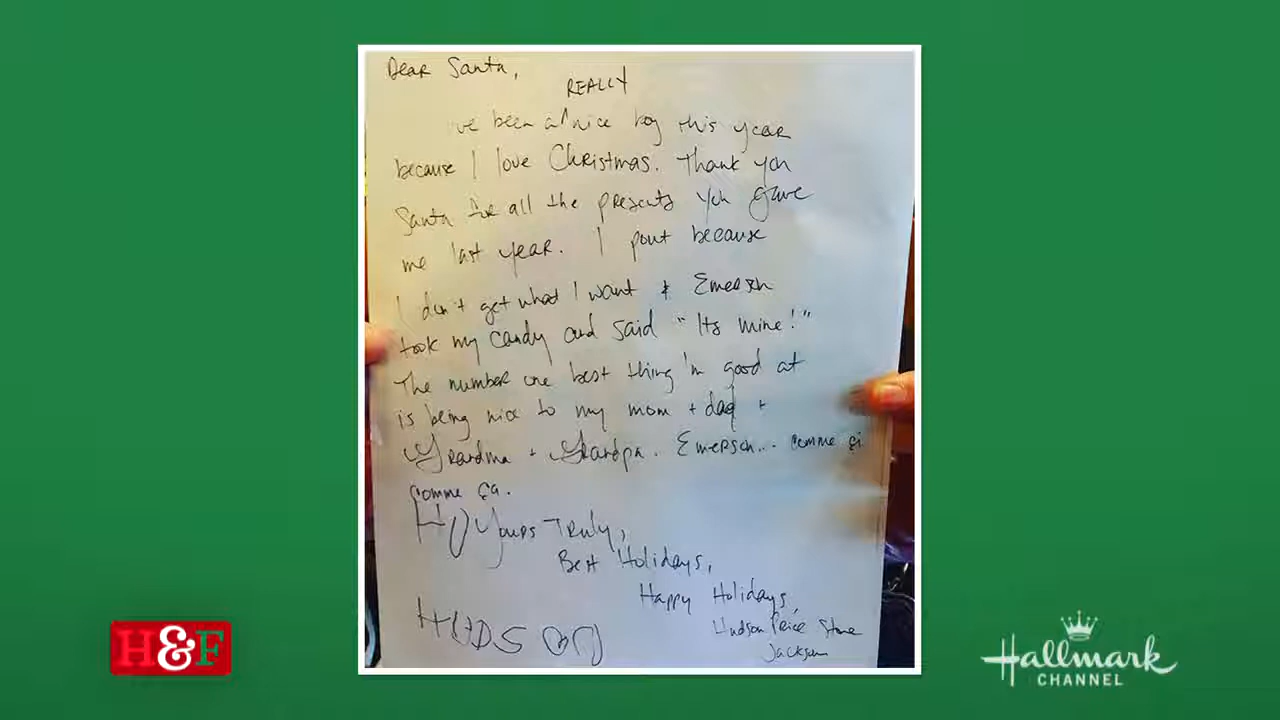 Dear Santa,
REALLY
I've been a ^ nice boy this year
because I love Christmas. Thank you
Santa for all the presents you gave
me last year. I pout because
I don't get what I want & Emerson
took my candy and said "Its mine!"
The number one best thing I'm good at
is being nice to my mom + dad +
Grandma + Grandpa. Emerson... comme çi
comme ça.
Yours Truly,
Best Holidays,
Happy Holidays,
Hudson Stone
Jackson
HUDSON
H&F
Hallmark
CHANNEL